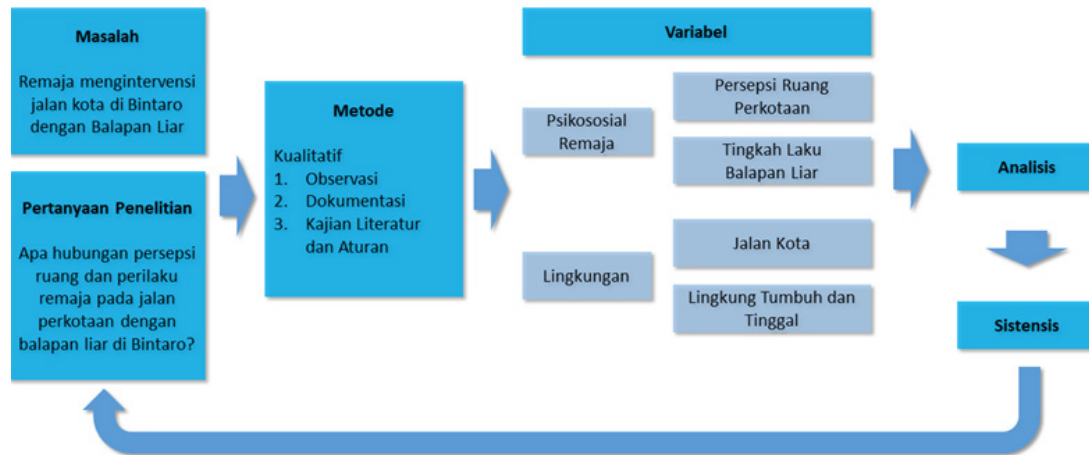 Masalah
Remaja mengintervensi
jalan kota di Bintaro
dengan Balapan Liar
Pertanyaan Penelitian
Apa hubungan persepsi
ruang dan perilaku
remaja pada jalan
perkotaan dengan
balapan liar di Bintaro?
Metode
Kualitatif
1. Observasi
2. Dokumentasi
3. Kajian Literatur
dan Aturan
Variabel
Psikososial
Remaja
Persepsi Ruang
Perkotaan
Tingkah Laku
Balapan Liar
Lingkungan
Jalan Kota
Lingkung Tumbuh dan
Tinggal
Analisis
Sistensis